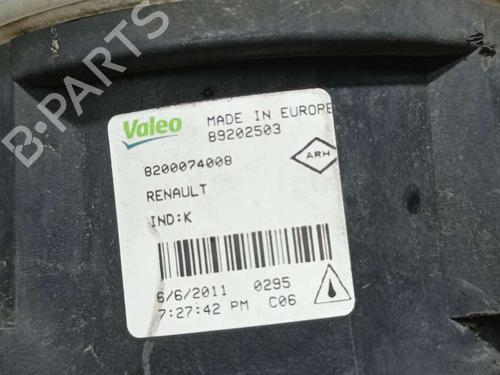 Valeo
MADE IN EUROPE
89202503
8200074008
ARH
RENAULT
IND:K
6/6/2011 0295
7:27:42 PM C06
B-PARTS